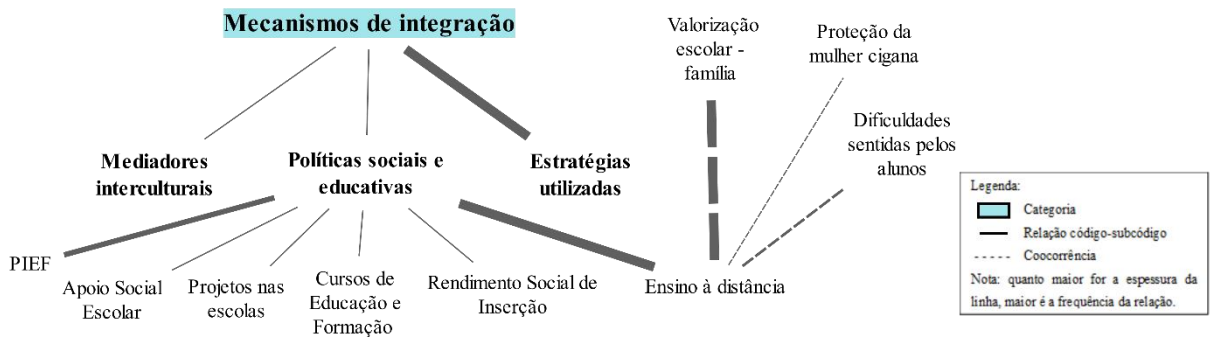 Mecanismos de integração
Valorização
escolar -
família
Proteção da
mulher cigana
Dificuldades
sentidas pelos
alunos
Mediadores
interculturais
Políticas sociais e
educativas
Estratégias
utilizadas
PIEF
Apoio Social
Escolar
Projetos nas
escolas
Cursos de
Educação e
Formação
Rendimento Social de
Inserção
Ensino à distância
Legenda:
Categoria
Relação código-subcódigo
Coocorrência
Nota: quanto maior for a espessura da
linha, maior é a frequência da relação.